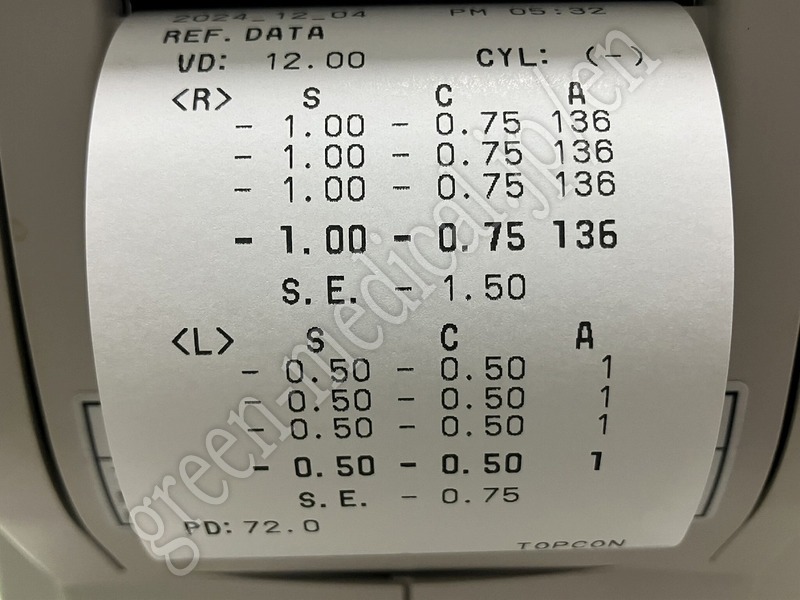 2024_12_04 PM 05:32
REF. DATA
VD: 12.00 CYL: (-)
<R> S C A
- 1.00 - 0.75 136
- 1.00 - 0.75 136
- 1.00 - 0.75 136
- 1.00 - 0.75 136
S.E. - 1.50
<L> S C A
- 0.50 - 0.50 1
- 0.50 - 0.50 1
- 0.50 - 0.50 1
- 0.50 - 0.50 1
S.E. - 0.75
PD: 72.0
TOPCON
green-medical.jp/en